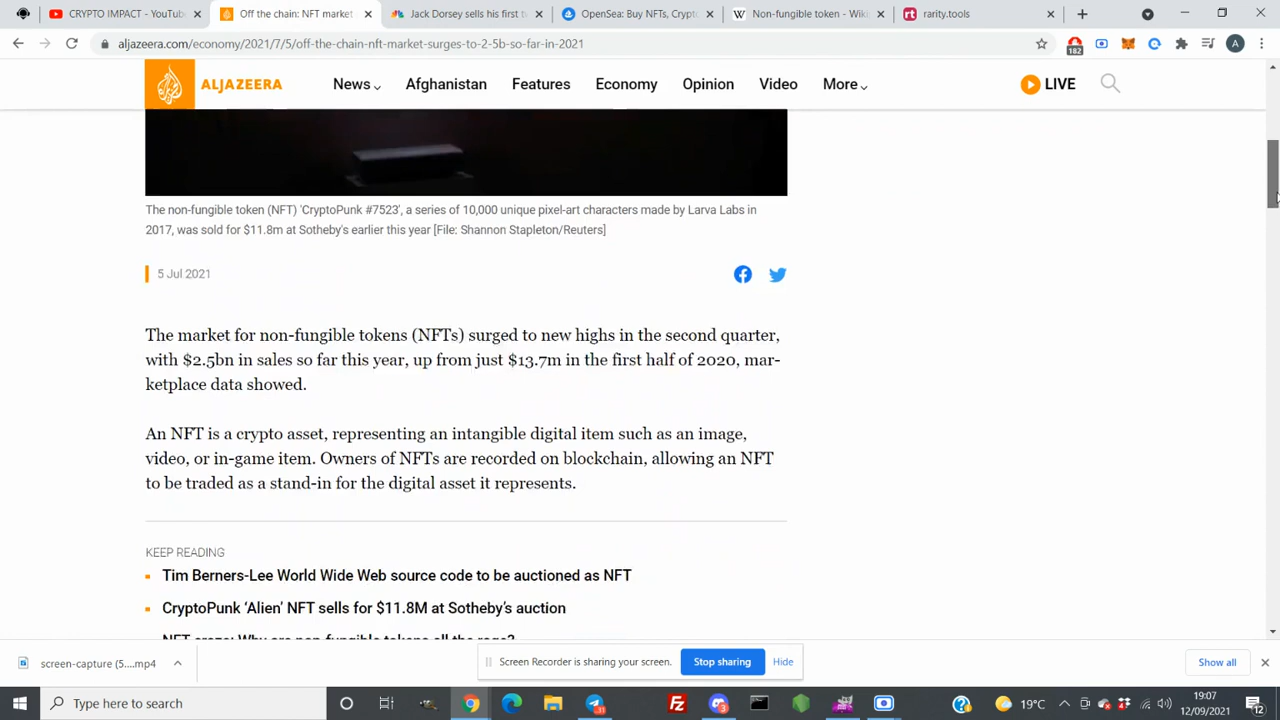 CRYPTO IMPACT - YouTube
Off the chain: NFT market
Jack Dorsey sells his first t
OpenSea: Buy NFTs, Crypto
Non-fungible token - Wiki
rarity.tools
aljazeera.com/economy/2021/7/5/off-the-chain-nft-market-surges-to-2-5b-so-far-in-2021
182
A
ALJAZEERA
News
Afghanistan
Features
Economy
Opinion
Video
More
LIVE
The non-fungible token (NFT) 'CryptoPunk #7523', a series of 10,000 unique pixel-art characters made by Larva Labs in
2017, was sold for $11.8m at Sotheby's earlier this year [File: Shannon Stapleton/Reuters]
5 Jul 2021
The market for non-fungible tokens (NFTs) surged to new highs in the second quarter,
with $2.5bn in sales so far this year, up from just $13.7m in the first half of 2020, mar-
ketplace data showed.
An NFT is a crypto asset, representing an intangible digital item such as an image,
video, or in-game item. Owners of NFTs are recorded on blockchain, allowing an NFT
to be traded as a stand-in for the digital asset it represents.
KEEP READING
Tim Berners-Lee World Wide Web source code to be auctioned as NFT
CryptoPunk ‘Alien’ NFT sells for $11.8M at Sotheby’s auction
NFT craze: Why are non-fungible tokens all the rage?
screen-capture (5....mp4
Screen Recorder is sharing your screen.
Stop sharing
Hide
Show all
Type here to search
19°C
19:07
12/09/2021